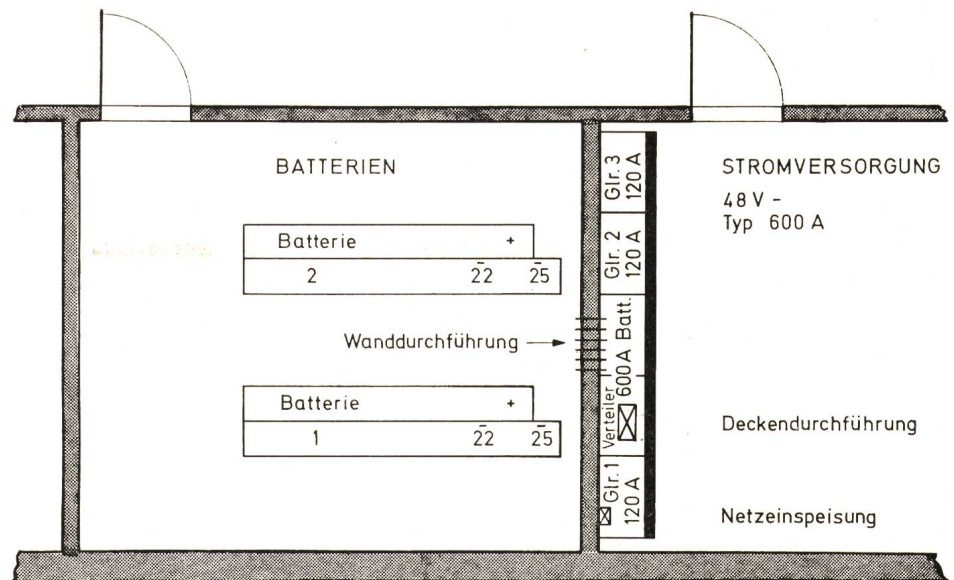 BATTERIEN
Batterie +
2 2̄2 2̄5
Wanddurchführung
Batterie +
1 2̄2 2̄5
Glr. 3
120 A
Glr. 2
120 A
Batt.
600A
Verteiler
Glr. 1
120 A
STROMVERSORGUNG
48 V -
Typ 600 A
Deckendurchführung
Netzeinspeisung